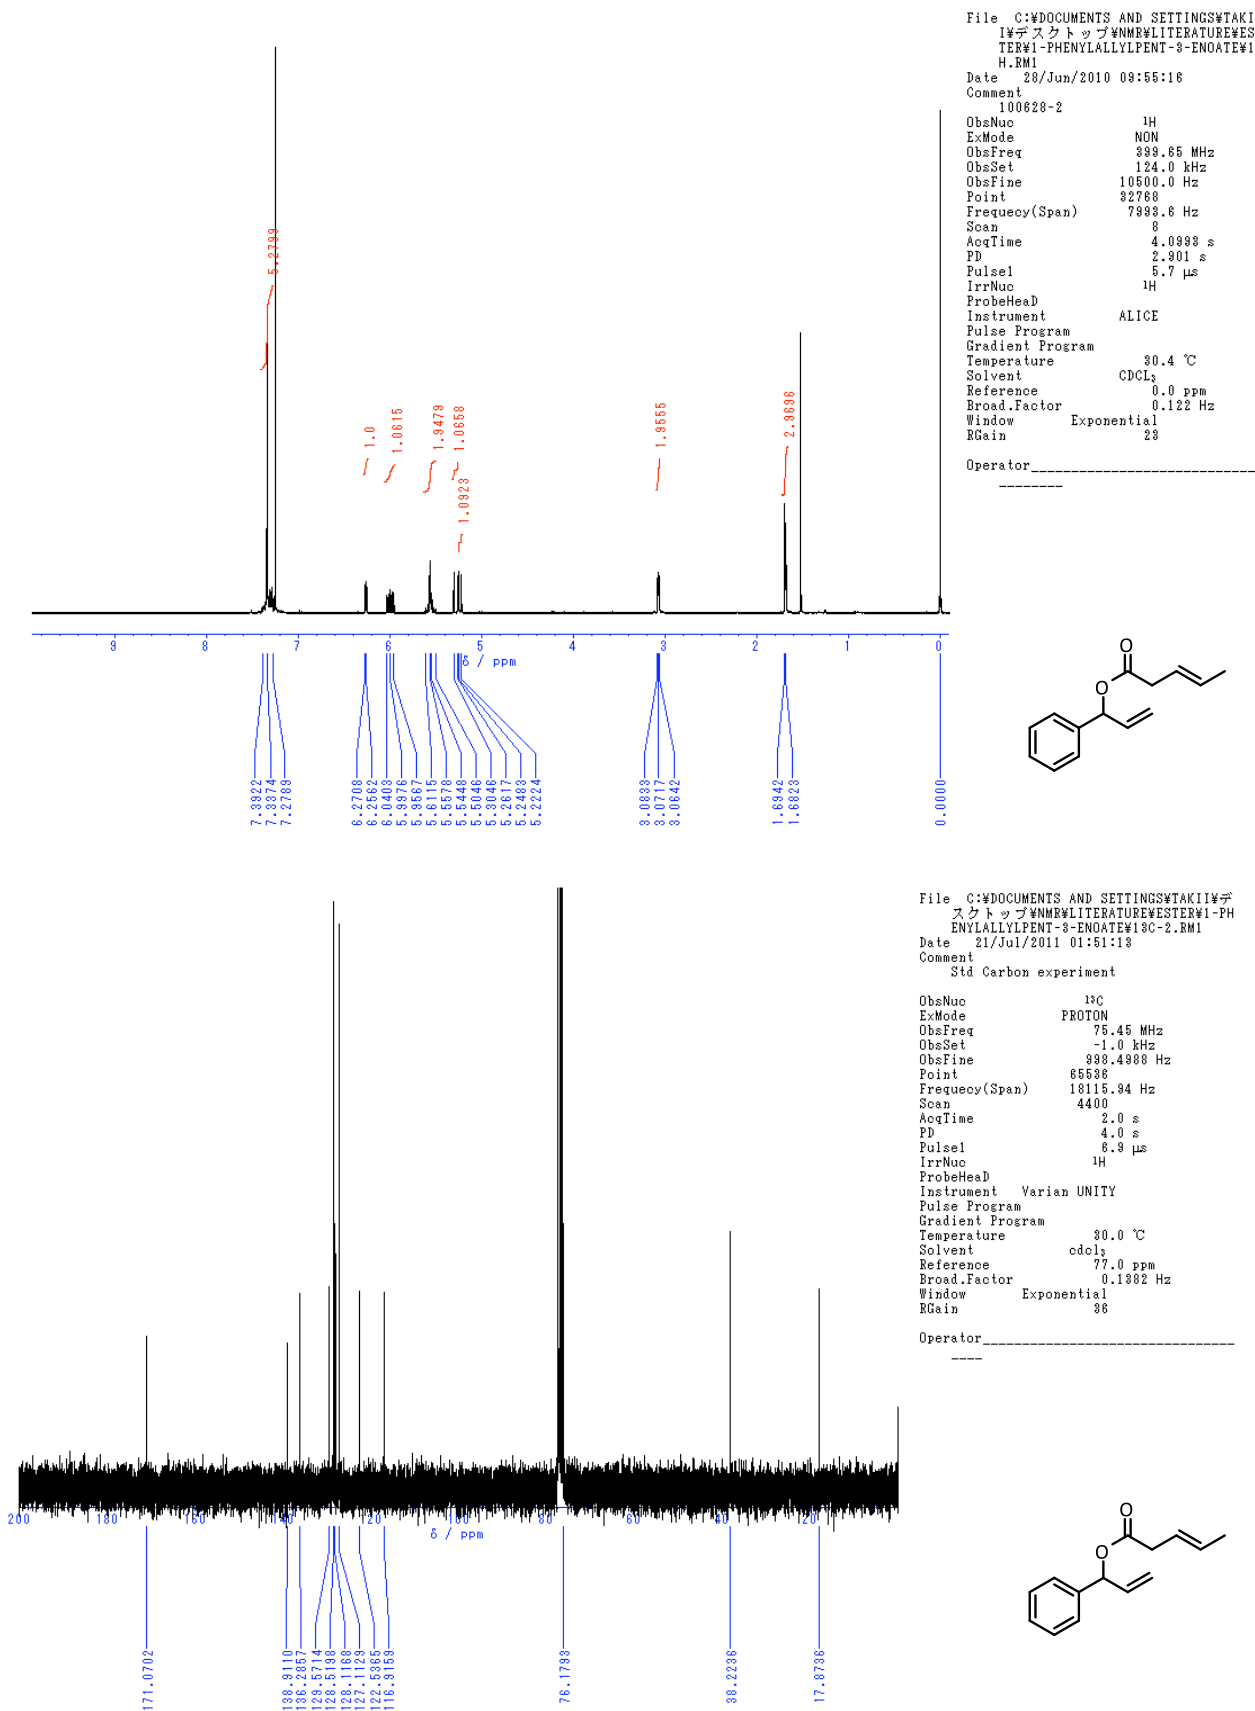 File C:¥DOCUMENTS AND SETTINGS¥TAKI
I¥デスクトップ¥NMR¥LITERATURE¥ES
TER¥1-PHENYLALLYLPENT-3-ENOATE¥1
H.RM1
Date 28/Jun/2010 09:55:16
Comment
100628-2
ObsNuc 1H
ExMode NON
ObsFreq 399.65 MHz
ObsSet 124.0 kHz
ObsFine 10500.0 Hz
Point 32768
Frequecy(Span) 7993.6 Hz
Scan 8
AcqTime 4.0993 s
PD 2.901 s
Pulse1 5.7 µs
IrrNuc 1H
ProbeHeaD
Instrument ALICE
Pulse Program
Gradient Program
Temperature 30.4 ℃
Solvent CDCL3
Reference 0.0 ppm
Broad.Factor 0.122 Hz
Window Exponential
RGain 23
Operator
5.2799
1.0
1.0615
1.9479
1.0658
1.0923
1.9555
2.9696
9 8 7 6 5 4 3 2 1 0
δ / ppm
7.3922
7.3374
7.2789
6.2708
6.2562
6.0403
5.9976
5.9567
5.6115
5.5578
5.5448
5.5046
5.3046
5.2617
5.2483
5.2224
3.0833
3.0717
3.0642
1.6942
1.6823
0.0000
O
O
File C:¥DOCUMENTS AND SETTINGS¥TAKII¥デ
スクトップ¥NMR¥LITERATURE¥ESTER¥1-PH
ENYLALLYLPENT-3-ENOATE¥13C-2.RM1
Date 21/Jul/2011 01:51:13
Comment
Std Carbon experiment
ObsNuc 13C
ExMode PROTON
ObsFreq 75.45 MHz
ObsSet -1.0 kHz
ObsFine 998.4988 Hz
Point 65536
Frequecy(Span) 18115.94 Hz
Scan 4400
AcqTime 2.0 s
PD 4.0 s
Pulse1 6.9 µs
IrrNuc 1H
ProbeHeaD
Instrument Varian UNITY
Pulse Program
Gradient Program
Temperature 30.0 ℃
Solvent cdcl3
Reference 77.0 ppm
Broad.Factor 0.1382 Hz
Window Exponential
RGain 36
Operator
200 180 160 140 120 100 80 60 40 20
δ / ppm
171.0702
138.9110
136.2857
129.5714
128.5198
128.1168
127.1129
122.5365
116.9159
76.1793
38.2236
17.8736
O
O